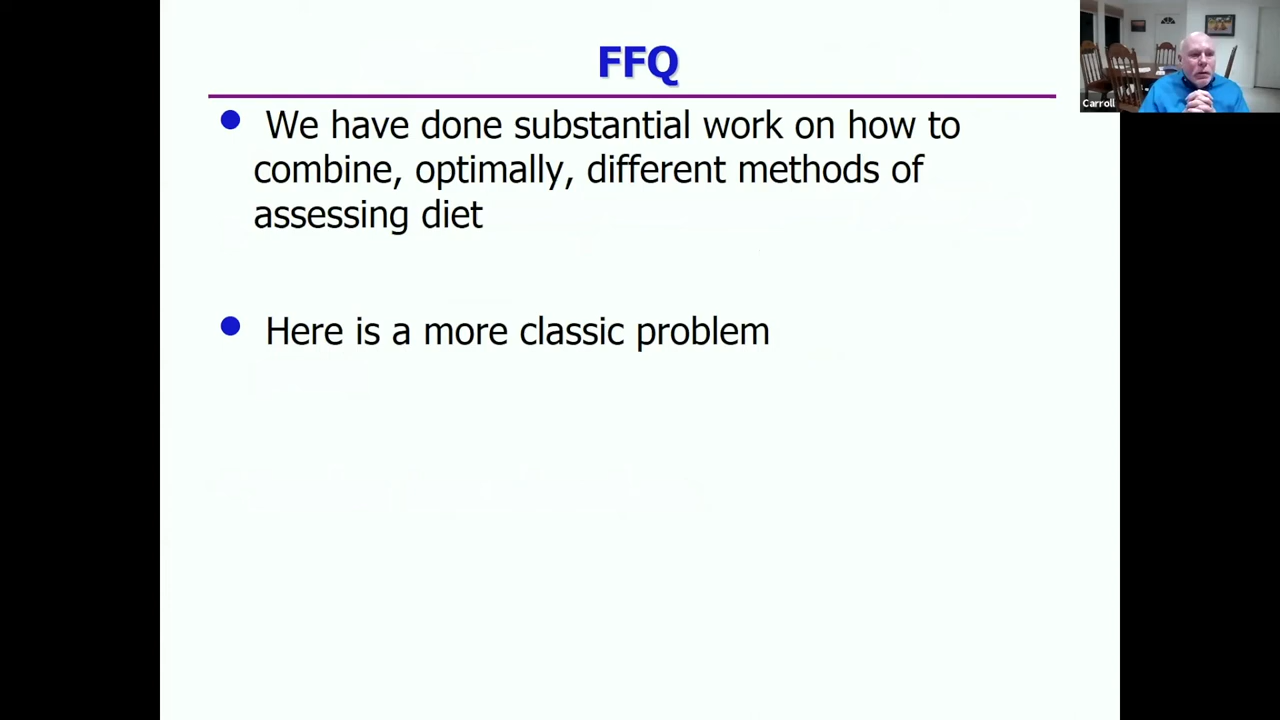 FFQ
We have done substantial work on how to
combine, optimally, different methods of
assessing diet
Here is a more classic problem
Carroll